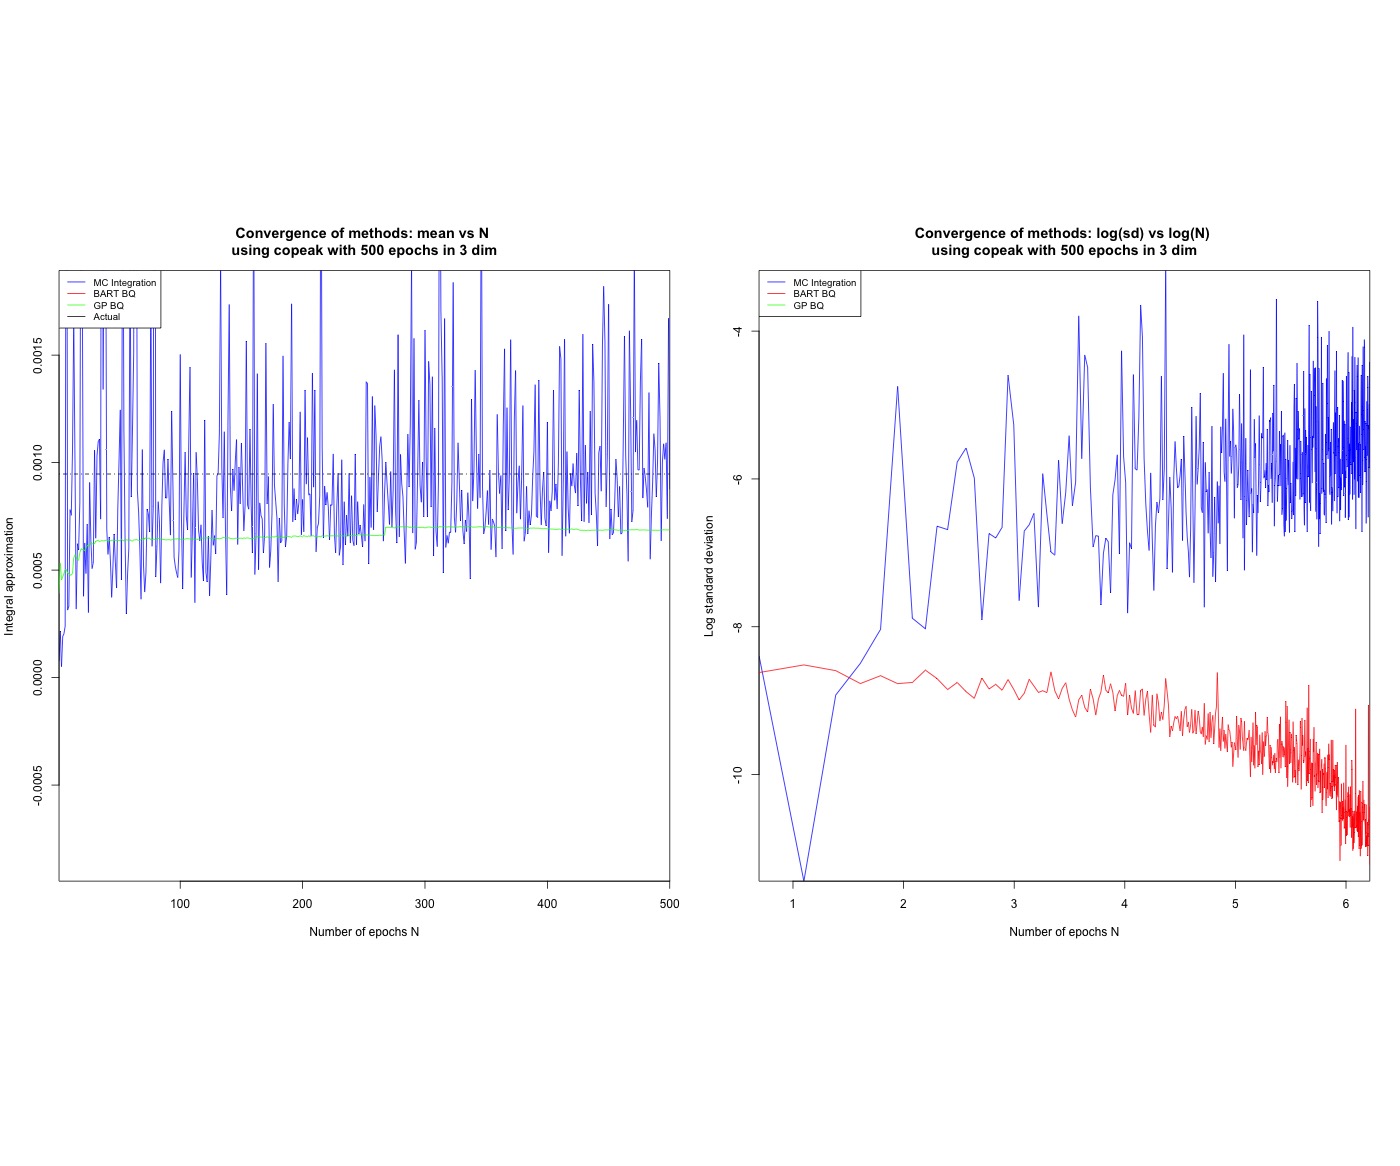 Convergence of methods: mean vs N
using copeak with 500 epochs in 3 dim
MC Integration
BART BQ
GP BQ
Actual
Integral approximation
0.0015
0.0010
0.0005
0.0000
-0.0005
100
200
300
400
500
Number of epochs N
Convergence of methods: log(sd) vs log(N)
using copeak with 500 epochs in 3 dim
MC Integration
BART BQ
GP BQ
Log standard deviation
-4
-6
-8
-10
1
2
3
4
5
6
Number of epochs N